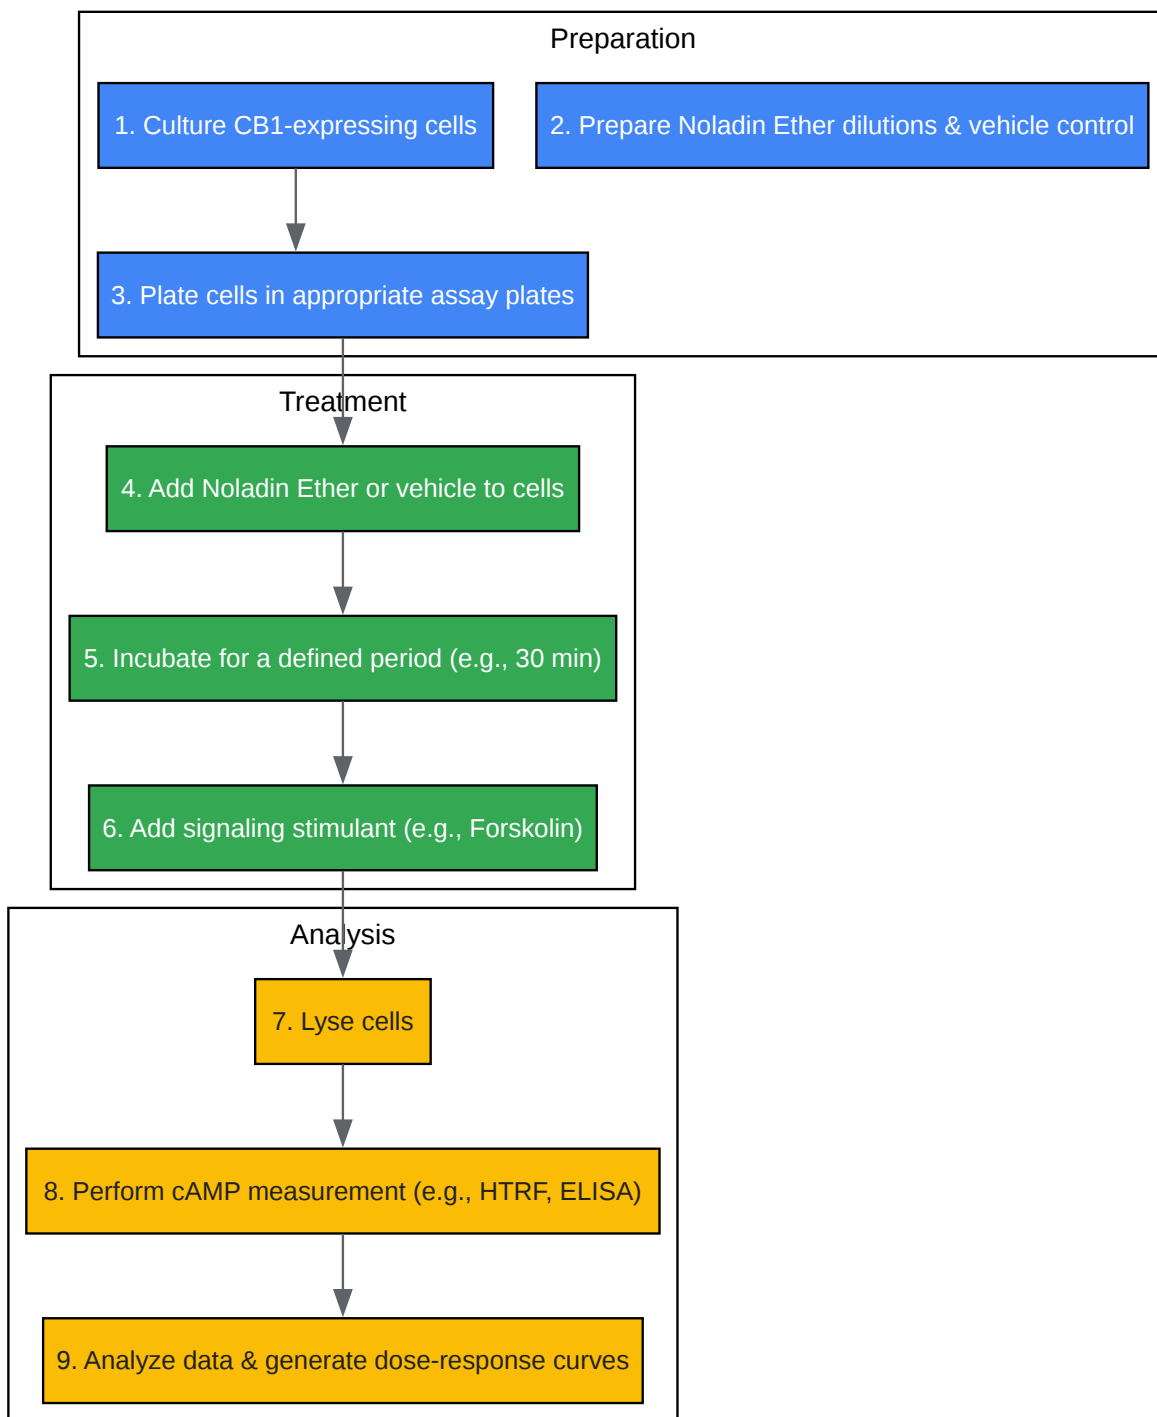 Preparation
1. Culture CB1-expressing cells
2. Prepare Noladin Ether dilutions & vehicle control
3. Plate cells in appropriate assay plates
Treatment
4. Add Noladin Ether or vehicle to cells
5. Incubate for a defined period (e.g., 30 min)
6. Add signaling stimulant (e.g., Forskolin)
Analysis
7. Lyse cells
8. Perform cAMP measurement (e.g., HTRF, ELISA)
9. Analyze data & generate dose-response curves